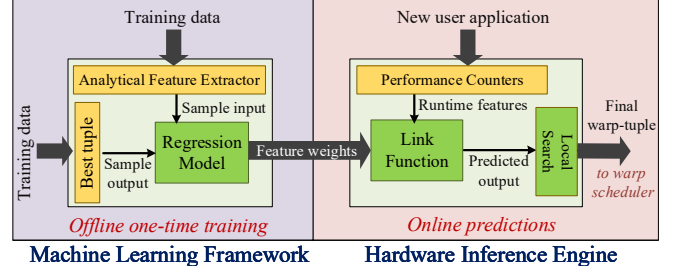 Training data
New user application
Analytical Feature Extractor
Performance Counters
Sample input
Runtime features
Training data
Best tuple
Sample
output
Regression
Model
Feature weights
Link
Function
Predicted
output
Local
Search
Final
warp-tuple
to warp
scheduler
Offline one-time training
Online predictions
Machine Learning Framework
Hardware Inference Engine